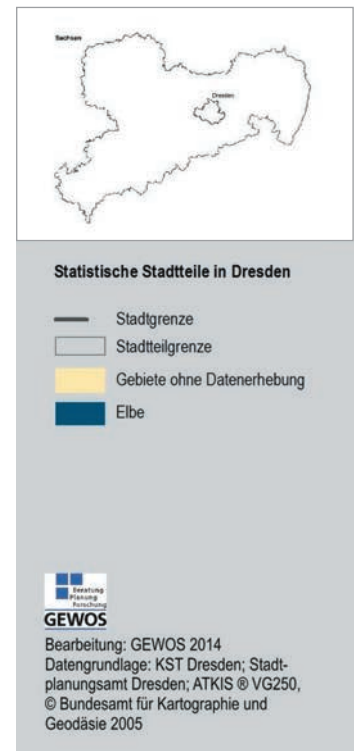 Sachsen
Dresden
Statistische Stadtteile in Dresden
Stadtgrenze
Stadtteilgrenze
Gebiete ohne Datenerhebung
Elbe
Beratung
Planung
Forschung
GEWOS
Bearbeitung: GEWOS 2014
Datengrundlage: KST Dresden; Stadt-
planungsamt Dresden; ATKIS ® VG250,
© Bundesamt für Kartographie und
Geodäsie 2005